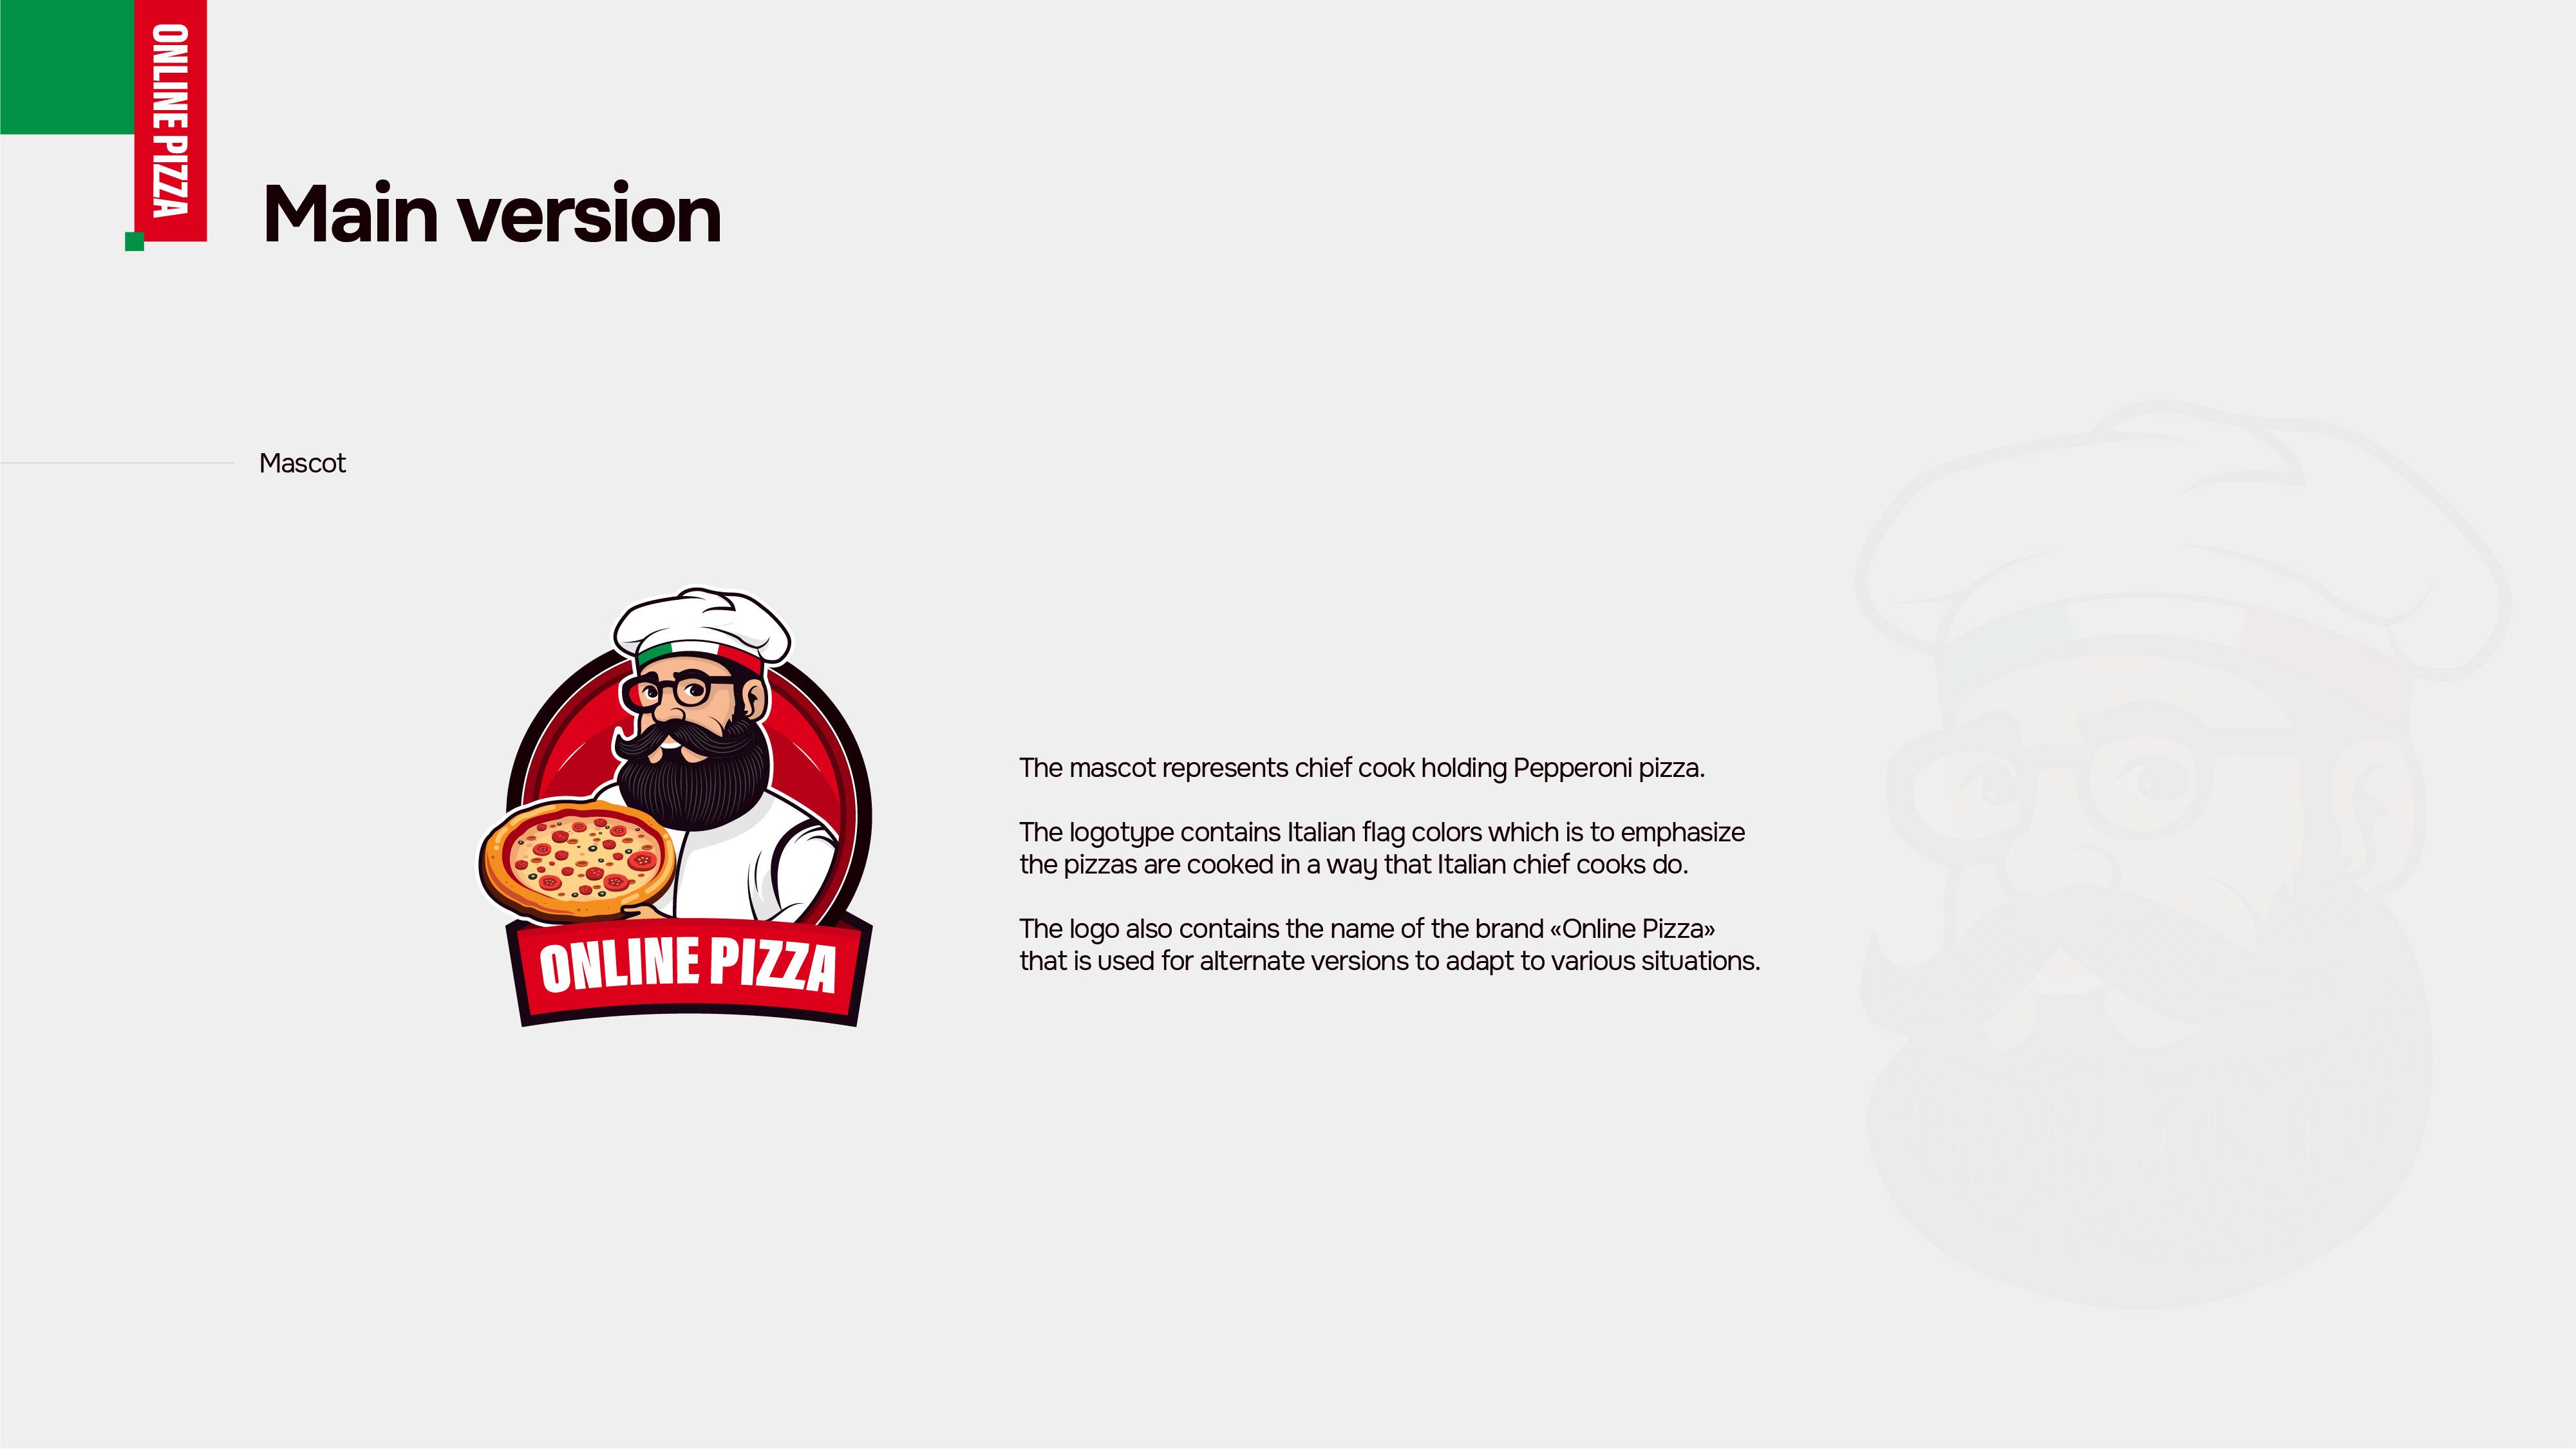 ONLINE PIZZA
Main version
Mascot
ONLINE PIZZA
The mascot represents chief cook holding Pepperoni pizza.
The logotype contains Italian flag colors which is to emphasize
the pizzas are cooked in a way that Italian chief cooks do.
The logo also contains the name of the brand «Online Pizza»
that is used for alternate versions to adapt to various situations.